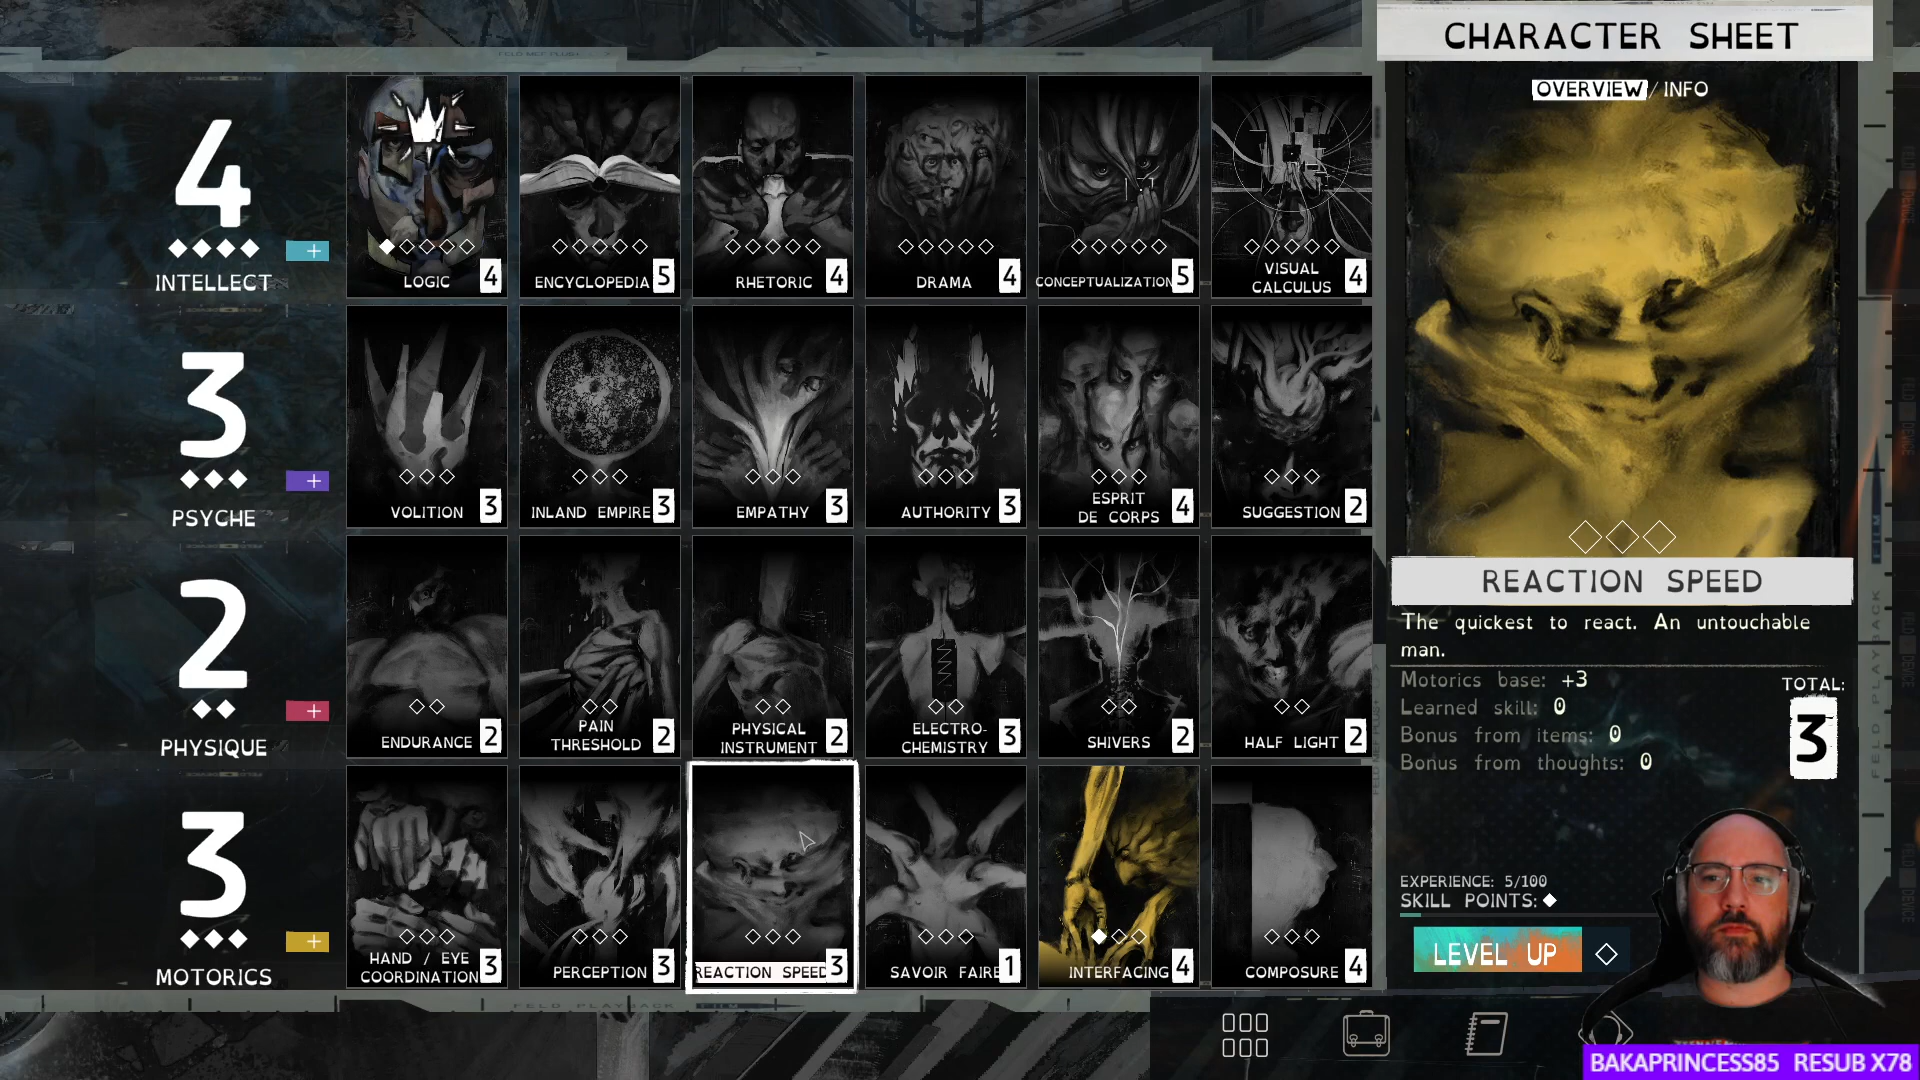 CHARACTER SHEET
OVERVIEW / INFO
4
INTELLECT
+
LOGIC 4
ENCYCLOPEDIA 5
RHETORIC 4
DRAMA 4
CONCEPTUALIZATION 5
VISUAL
CALCULUS 4
3
PSYCHE
+
VOLITION 3
INLAND EMPIRE 3
EMPATHY 3
AUTHORITY 3
ESPRIT
DE CORPS 4
SUGGESTION 2
2
PHYSIQUE
+
ENDURANCE 2
PAIN
THRESHOLD 2
PHYSICAL
INSTRUMENT 2
ELECTRO-
CHEMISTRY 3
SHIVERS 2
HALF LIGHT 2
3
MOTORICS
+
HAND / EYE
COORDINATION 3
PERCEPTION 3
REACTION SPEED 3
SAVOIR FAIRE 1
INTERFACING 4
COMPOSURE 4
REACTION SPEED
The quickest to react. An untouchable
man.
Motorics base: +3
Learned skill: 0
Bonus from items: 0
Bonus from thoughts: 0
TOTAL:
3
EXPERIENCE: 5/100
SKILL POINTS:
LEVEL UP
FELD PLAYBACK
BAKAPRINCESS85 RESUB X78